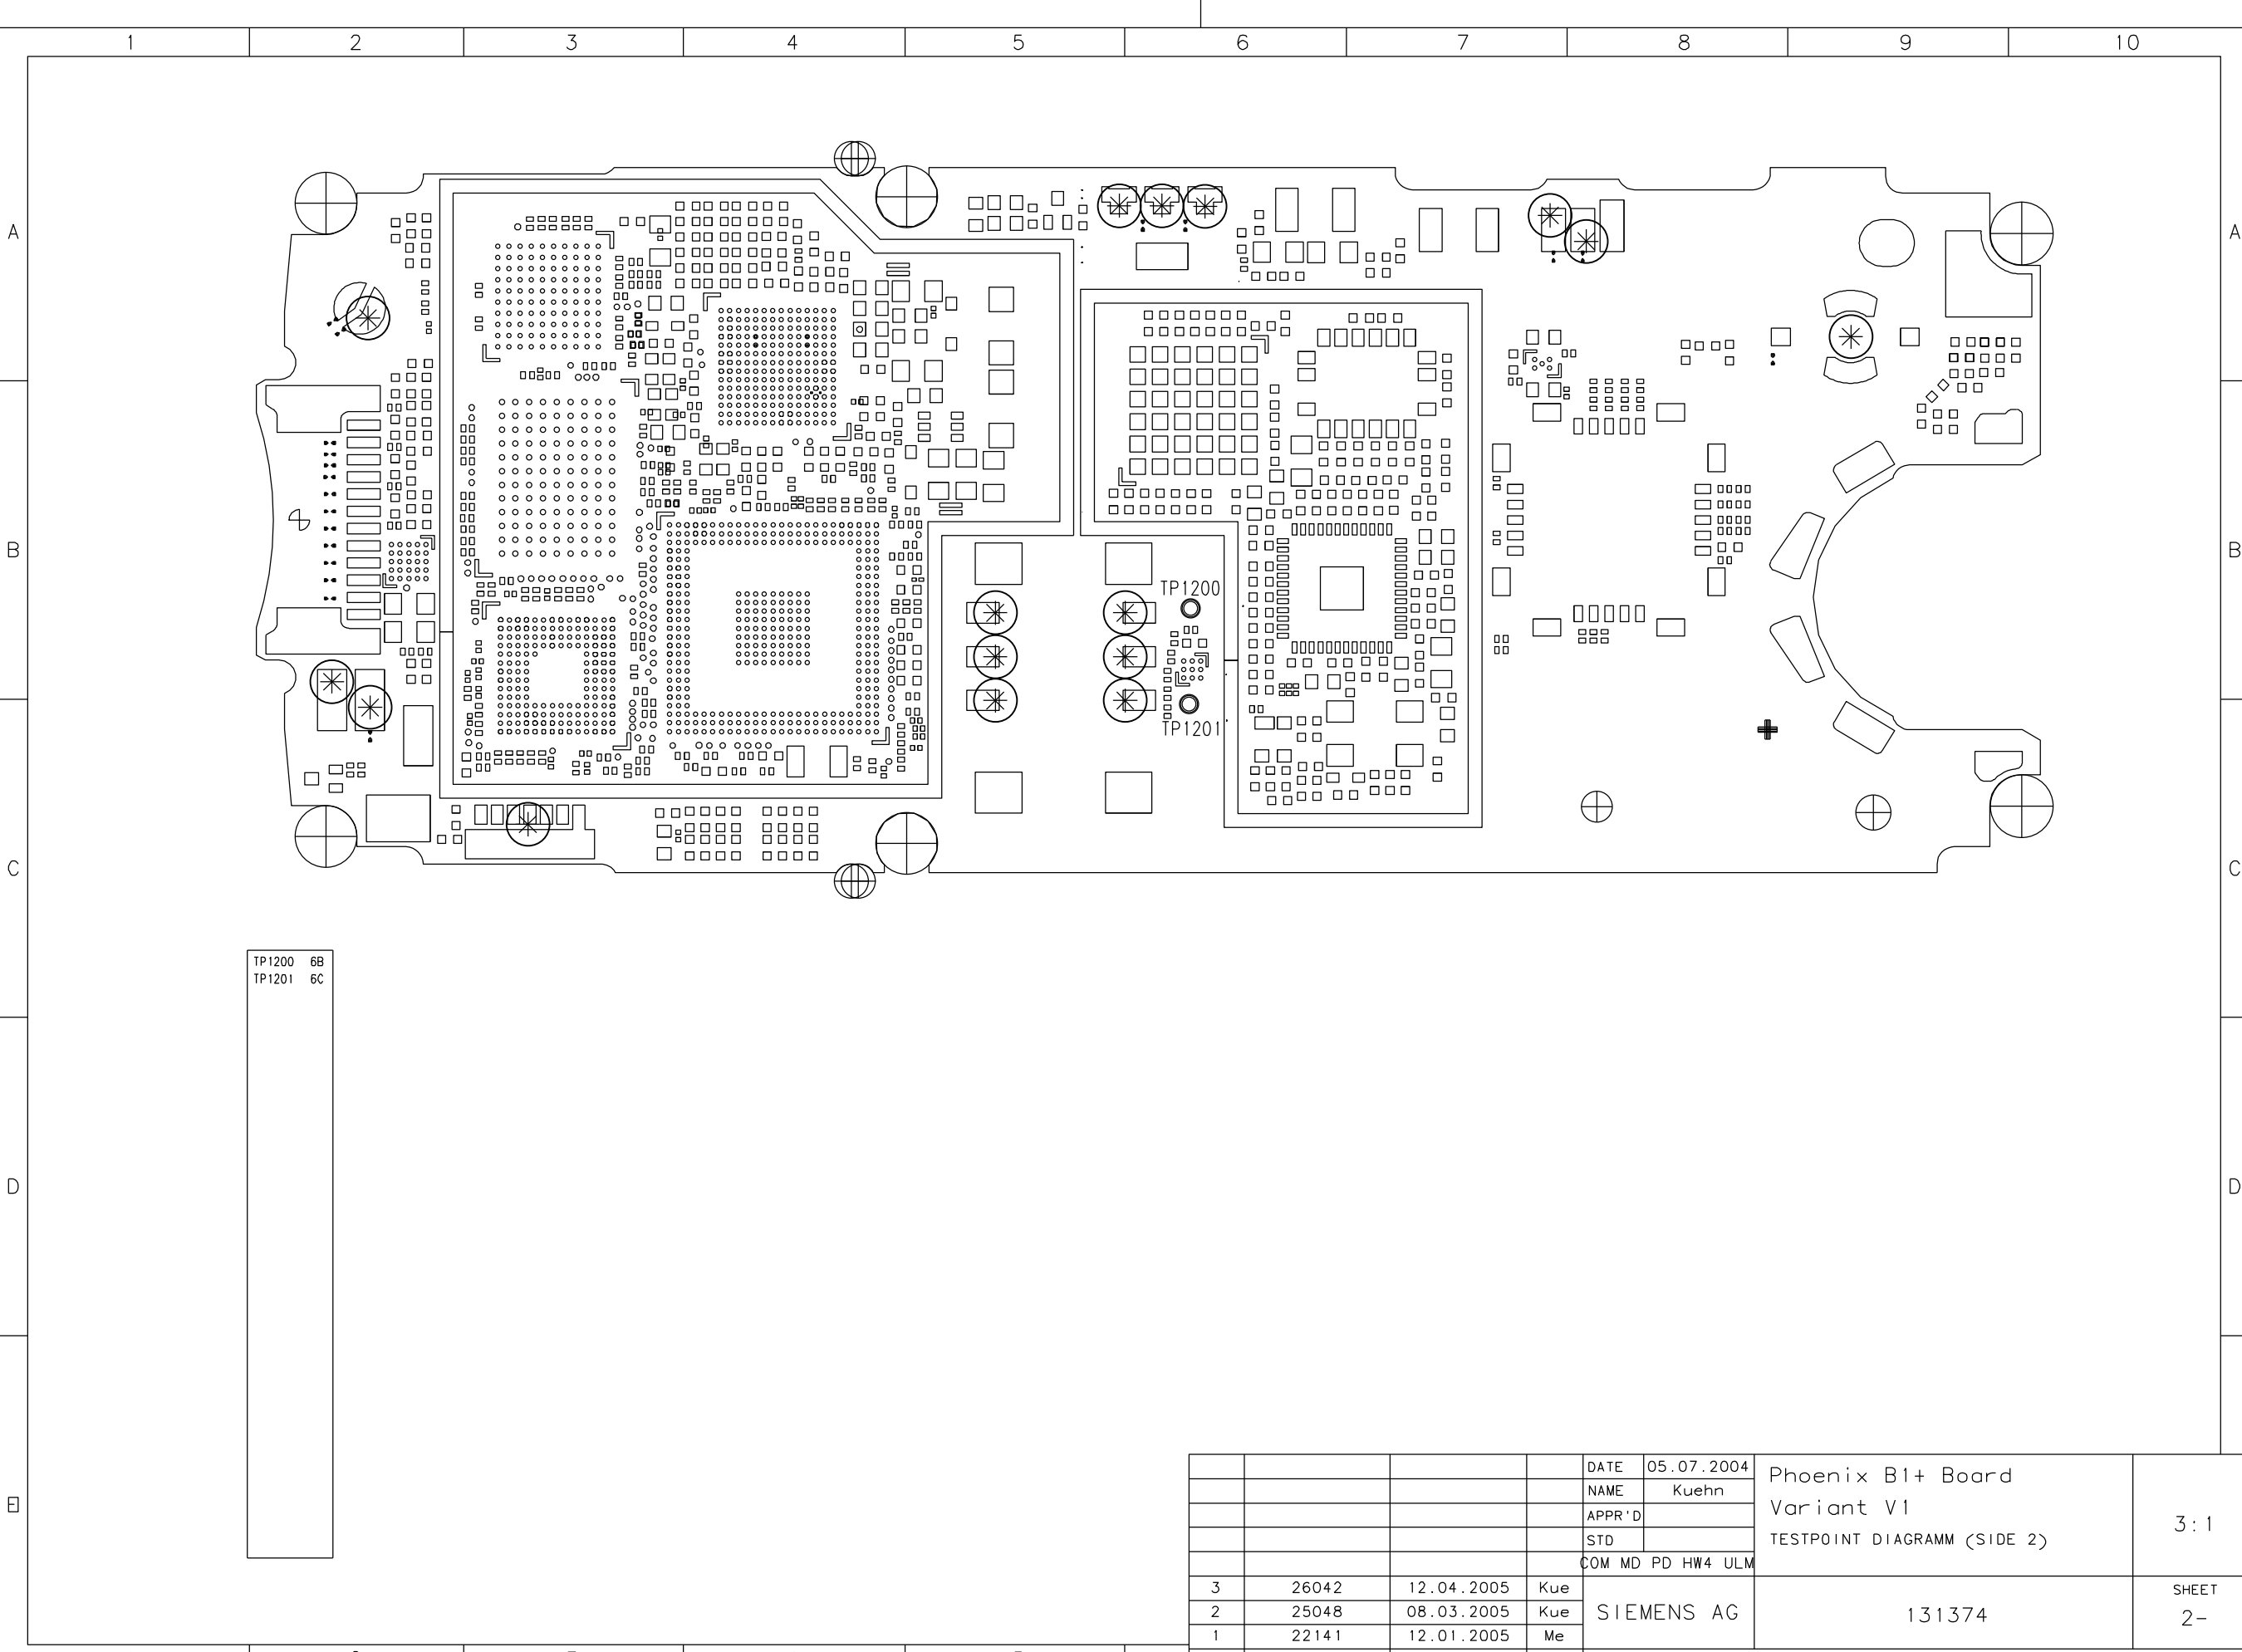 1 2 3 4 5 6 7 8 9 10
A A
B B
TP1200
TP1201
C C
TP1200 6B
TP1201 6C
D D
E
DATE 05.07.2004
NAME Kuehn
APPR'D
STD
COM MD PD HW4 ULM
Phoenix B1+ Board
Variant V1
TESTPOINT DIAGRAMM (SIDE 2)
3:1
3 26042 12.04.2005 Kue
2 25048 08.03.2005 Kue
1 22141 12.01.2005 Me
SIEMENS AG
131374
SHEET
2-